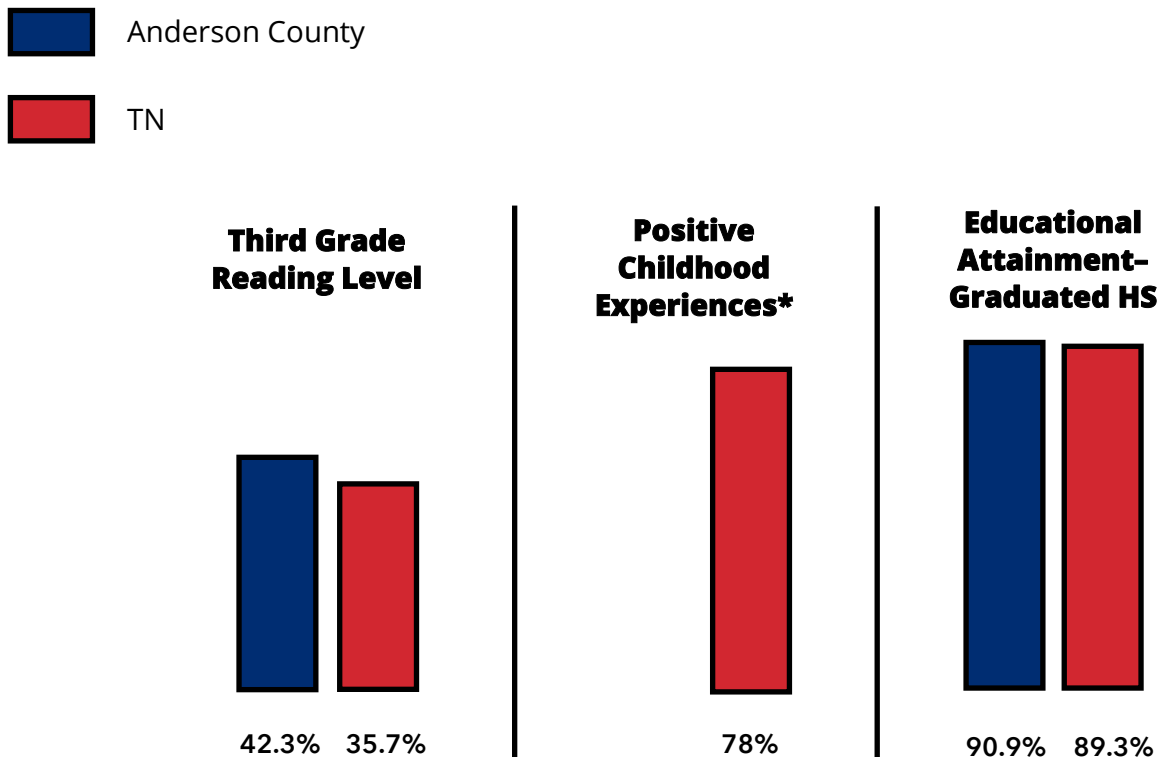 Anderson County
TN
Third Grade
Reading Level
42.3% 35.7%
Positive
Childhood
Experiences*
78%
Educational
Attainment–
Graduated HS
90.9% 89.3%